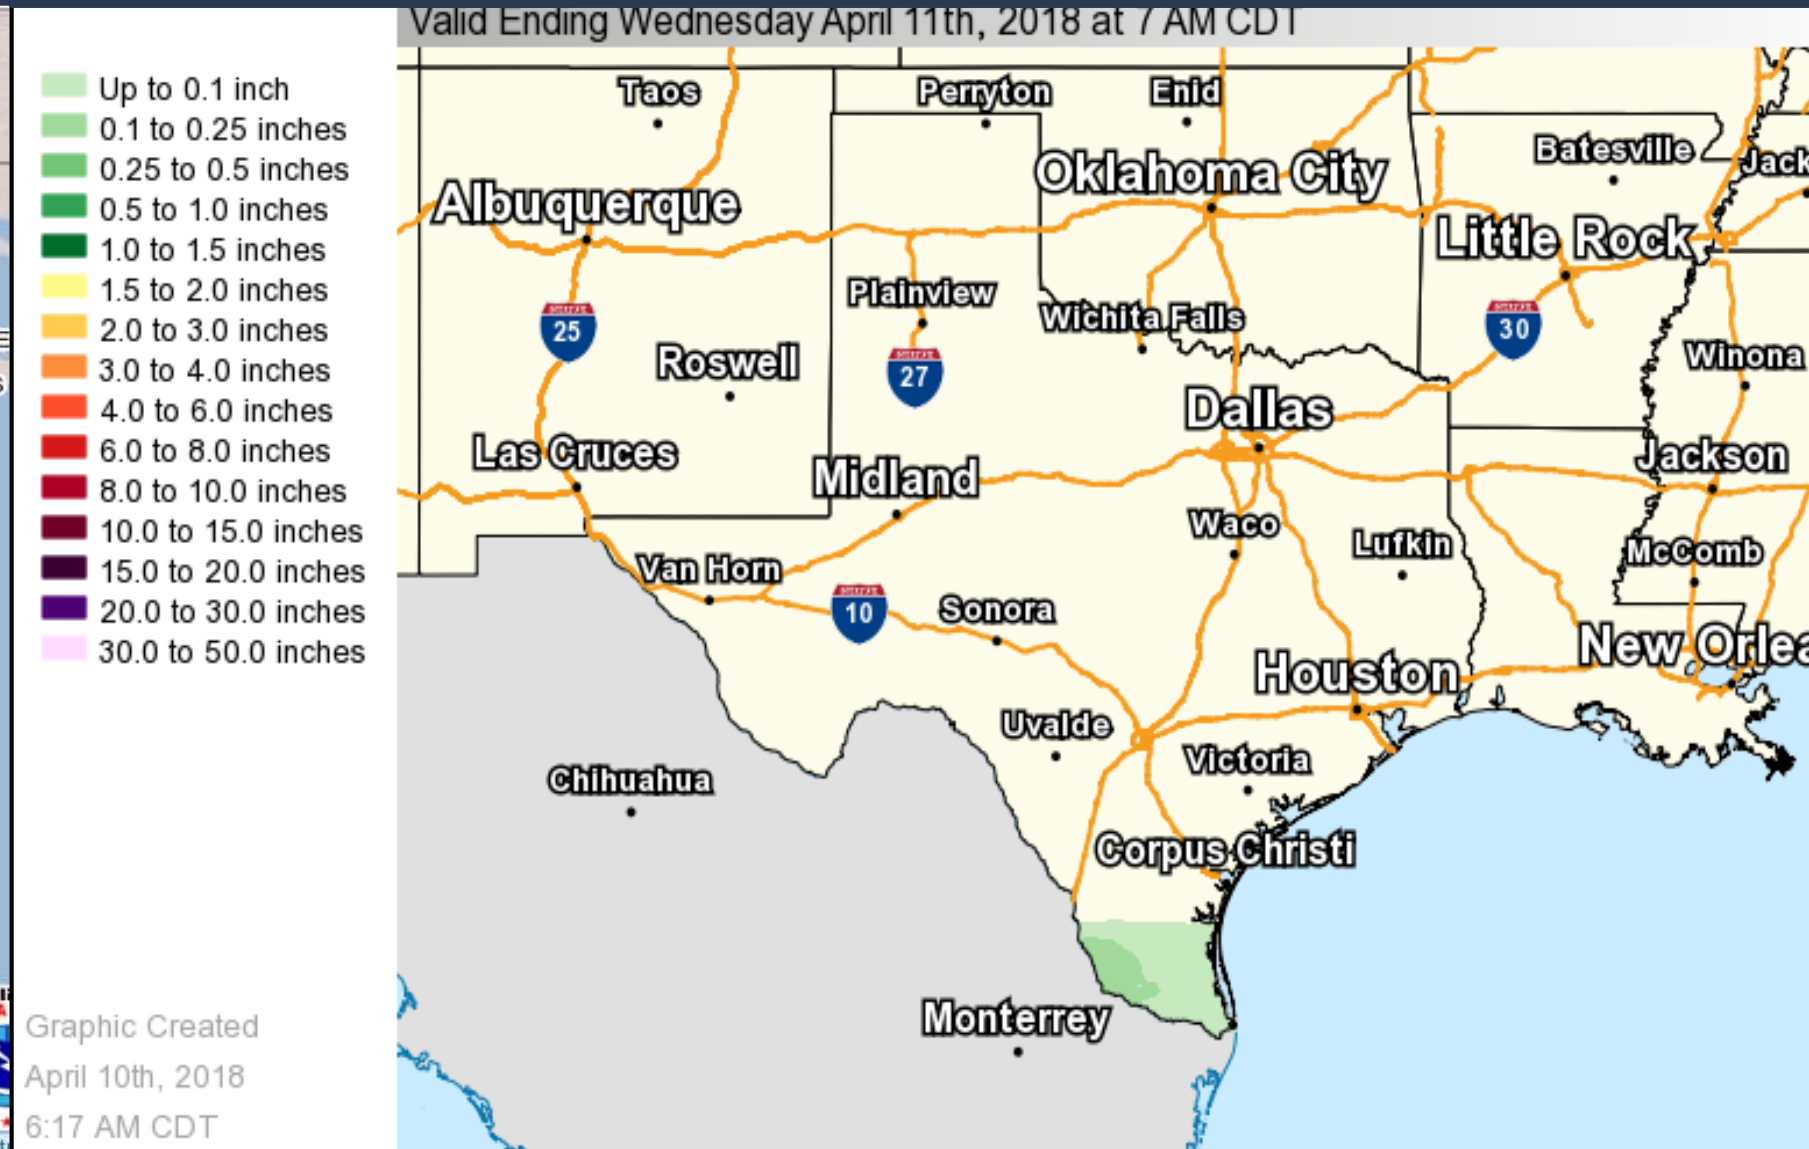 Valid Ending Wednesday April 11th, 2018 at 7 AM CDT
Up to 0.1 inch
0.1 to 0.25 inches
0.25 to 0.5 inches
0.5 to 1.0 inches
1.0 to 1.5 inches
1.5 to 2.0 inches
2.0 to 3.0 inches
3.0 to 4.0 inches
4.0 to 6.0 inches
6.0 to 8.0 inches
8.0 to 10.0 inches
10.0 to 15.0 inches
15.0 to 20.0 inches
20.0 to 30.0 inches
30.0 to 50.0 inches
Graphic Created
April 10th, 2018
6:17 AM CDT
Taos
Perryton
Enid
Batesville
Jack
Oklahoma City
Albuquerque
Little Rock
Plainview
Wichita Falls
25
30
Roswell
27
Winona
Dallas
Las Cruces
Midland
Jackson
Waco
Lufkin
McComb
Van Horn
10
Sonora
New Orlea
Houston
Uvalde
Victoria
Chihuahua
Corpus Christi
Monterrey